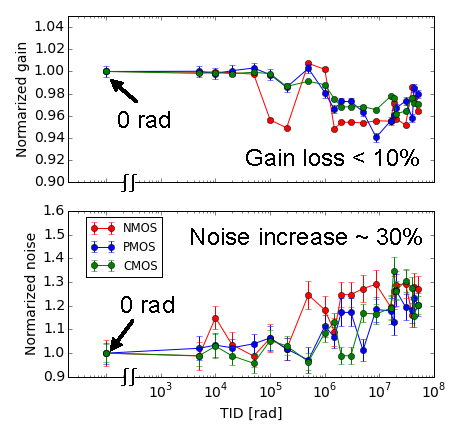 Normarized gain
1.04
1.02
1.00
0.98
0.96
0.94
0.92
0.90
0 rad
Gain loss < 10%
Normarized noise
1.6
1.5
1.4
1.3
1.2
1.1
1.0
0.9
NMOS
PMOS
CMOS
Noise increase ~ 30%
0 rad
10³ 10⁴ 10⁵ 10⁶ 10⁷ 10⁸
TID [rad]